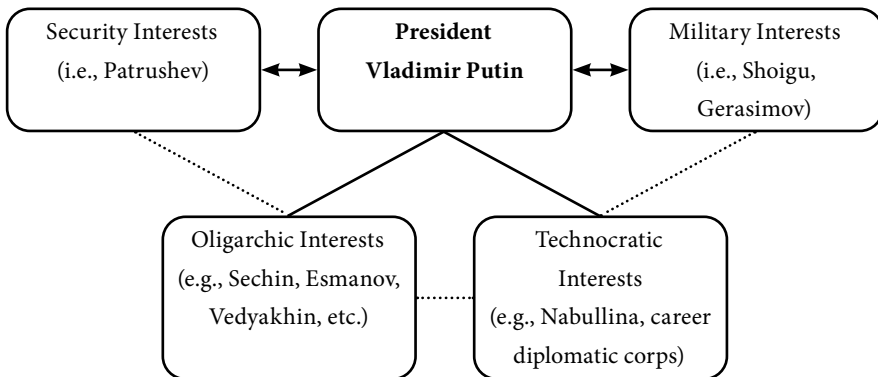 Security Interests
(i.e., Patrushev)
President
Vladimir Putin
Military Interests
(i.e., Shoigu,
Gerasimov)
Oligarchic Interests
(e.g., Sechin, Esmanov,
Vedyakhin, etc.)
Technocratic
Interests
(e.g., Nabullina, career
diplomatic corps)